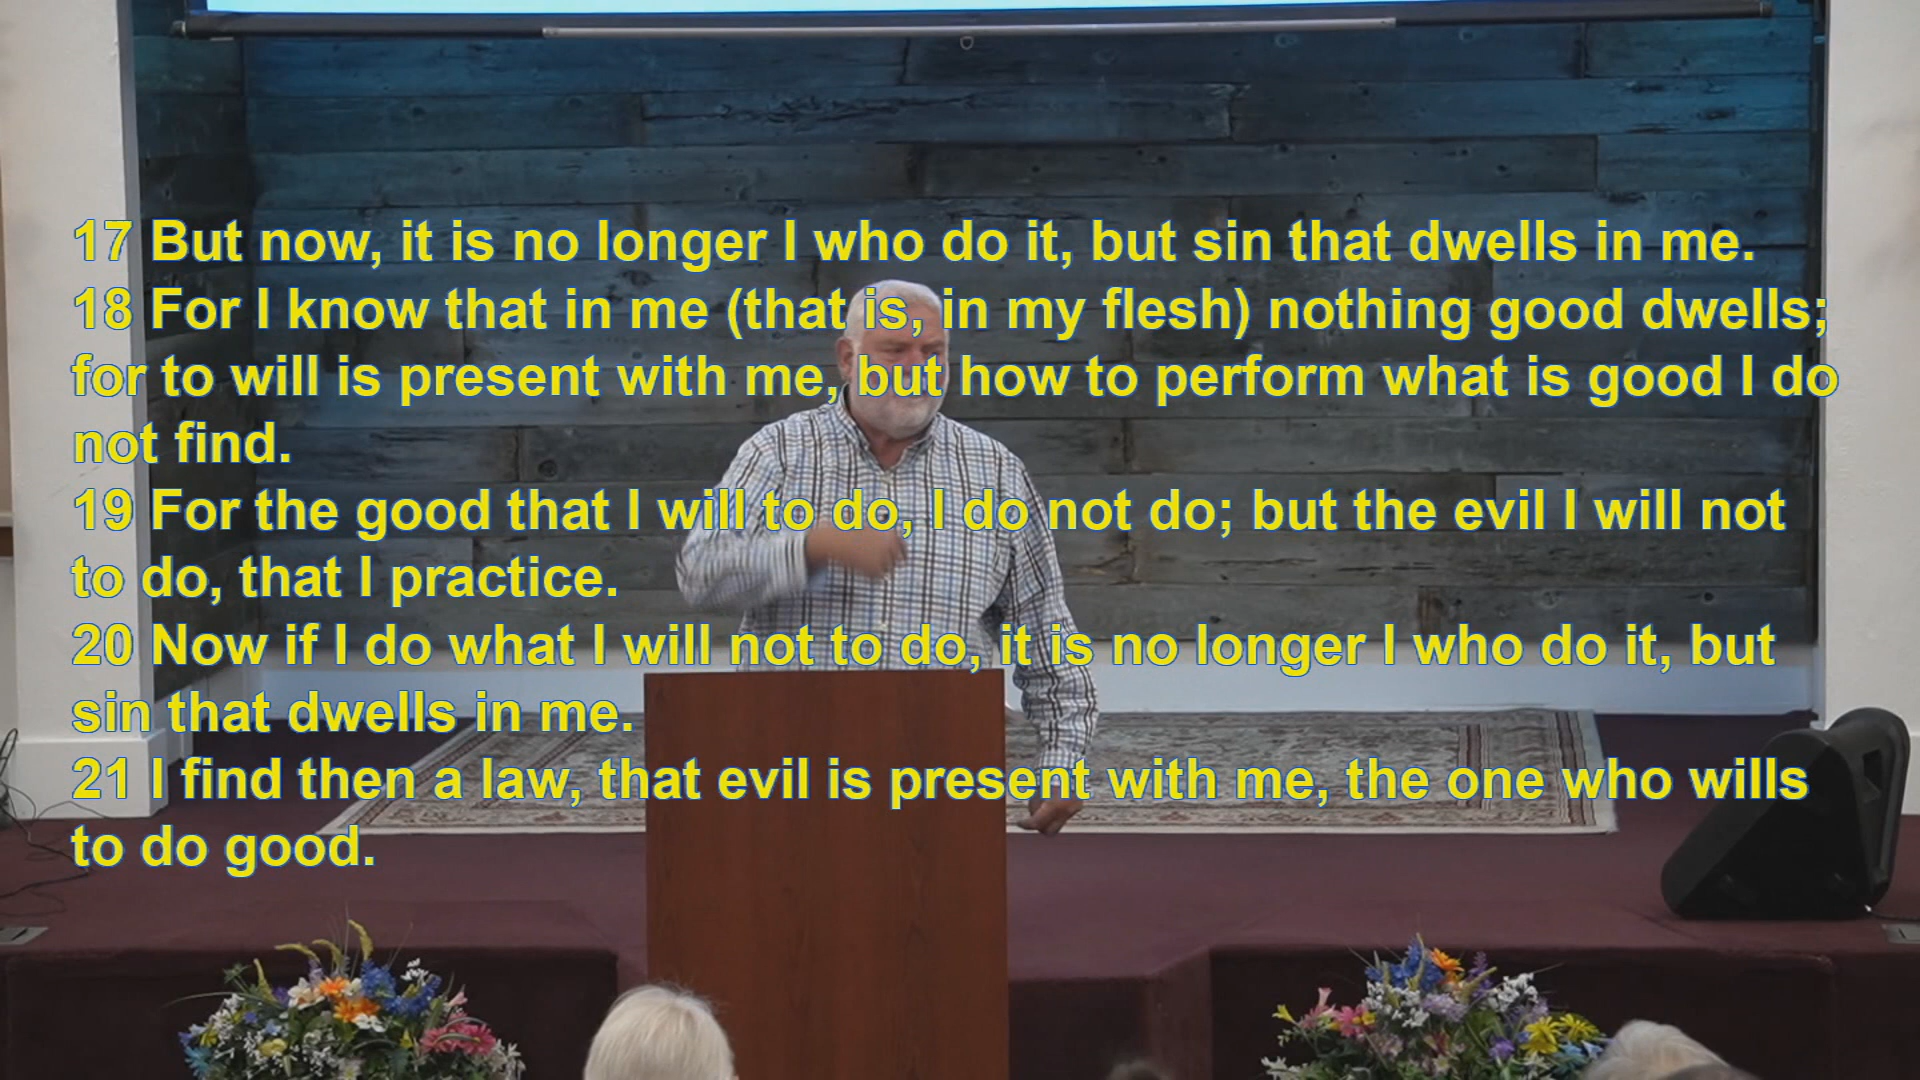 17 But now, it is no longer I who do it, but sin that dwells in me.
18 For I know that in me (that is, in my flesh) nothing good dwells;
for to will is present with me, but how to perform what is good I do
not find.
19 For the good that I will to do, I do not do; but the evil I will not
to do, that I practice.
20 Now if I do what I will not to do, it is no longer I who do it, but
sin that dwells in me.
21 I find then a law, that evil is present with me, the one who wills
to do good.